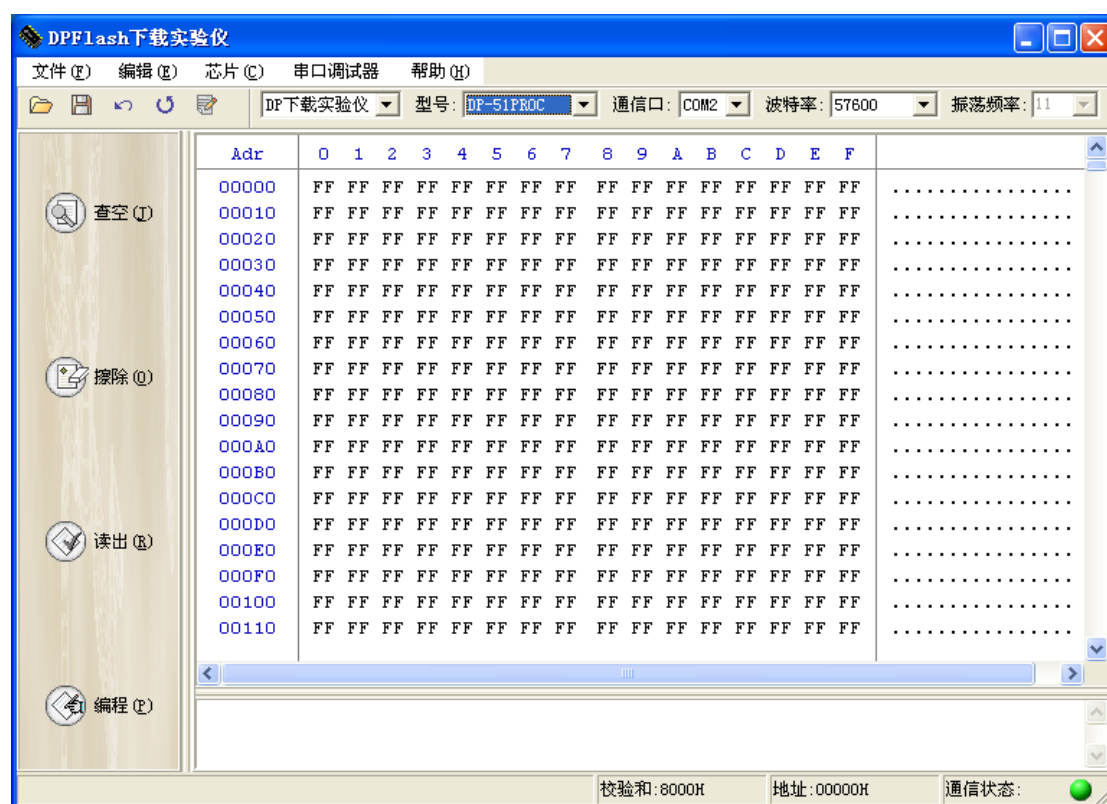 DPFlash下载实验仪
文件(F) 编辑(E) 芯片(C) 串口调试器 帮助(H)
DP下载实验仪 型号: DP-51PROC 通信口: COM2 波特率: 57600 振荡频率: 11
Adr 0 1 2 3 4 5 6 7 8 9 A B C D E F
00000 FF FF FF FF FF FF FF FF FF FF FF FF FF FF FF FF ................
查空(J)
00010 FF FF FF FF FF FF FF FF FF FF FF FF FF FF FF FF ................
00020 FF FF FF FF FF FF FF FF FF FF FF FF FF FF FF FF ................
00030 FF FF FF FF FF FF FF FF FF FF FF FF FF FF FF FF ................
00040 FF FF FF FF FF FF FF FF FF FF FF FF FF FF FF FF ................
00050 FF FF FF FF FF FF FF FF FF FF FF FF FF FF FF FF ................
00060 FF FF FF FF FF FF FF FF FF FF FF FF FF FF FF FF ................
00070 FF FF FF FF FF FF FF FF FF FF FF FF FF FF FF FF ................
擦除(O)
00080 FF FF FF FF FF FF FF FF FF FF FF FF FF FF FF FF ................
00090 FF FF FF FF FF FF FF FF FF FF FF FF FF FF FF FF ................
000A0 FF FF FF FF FF FF FF FF FF FF FF FF FF FF FF FF ................
000B0 FF FF FF FF FF FF FF FF FF FF FF FF FF FF FF FF ................
000C0 FF FF FF FF FF FF FF FF FF FF FF FF FF FF FF FF ................
000D0 FF FF FF FF FF FF FF FF FF FF FF FF FF FF FF FF ................
读出(R)
000E0 FF FF FF FF FF FF FF FF FF FF FF FF FF FF FF FF ................
000F0 FF FF FF FF FF FF FF FF FF FF FF FF FF FF FF FF ................
00100 FF FF FF FF FF FF FF FF FF FF FF FF FF FF FF FF ................
00110 FF FF FF FF FF FF FF FF FF FF FF FF FF FF FF FF ................
编程(P)
校验和:8000H 地址:00000H 通信状态: